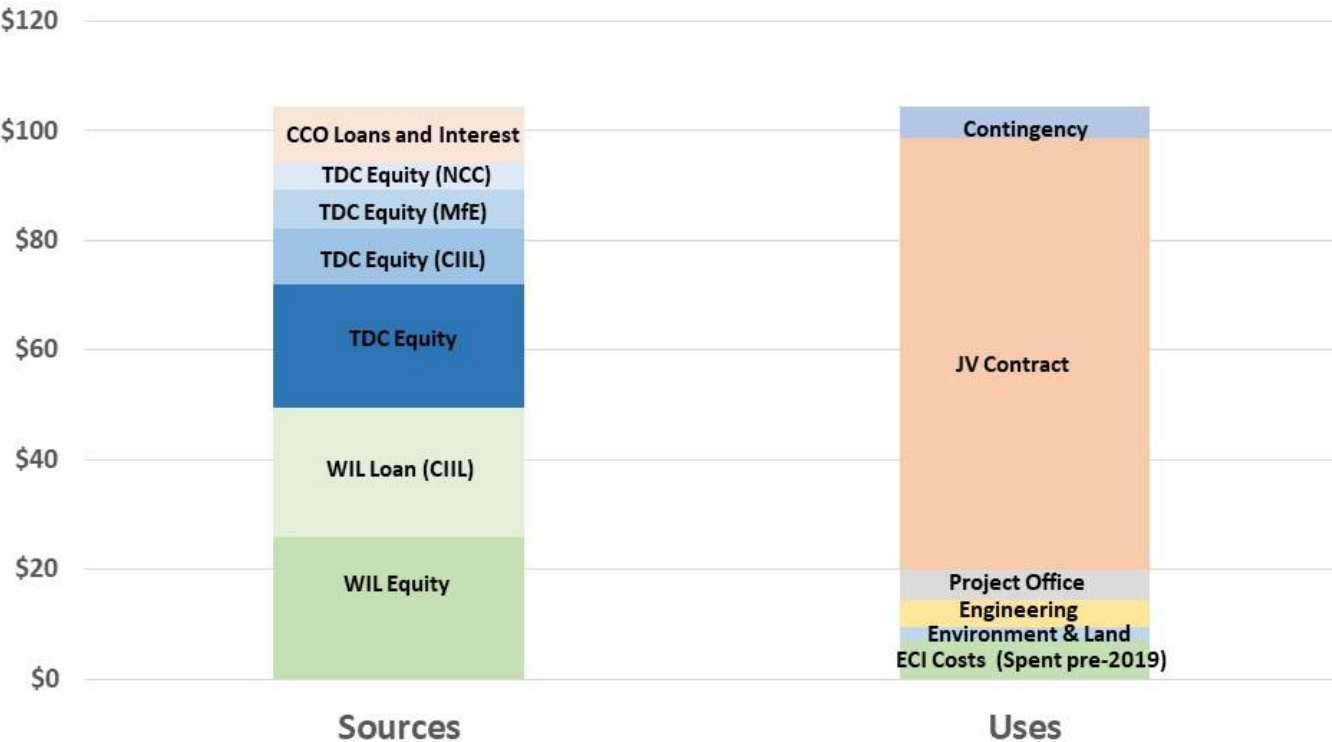 $120
$100
$80
$60
$40
$20
$0
CCO Loans and Interest
TDC Equity (NCC)
TDC Equity (MfE)
TDC Equity (CIIL)
TDC Equity
WIL Loan (CIIL)
WIL Equity
Contingency
JV Contract
Project Office
Engineering
Environment & Land
ECI Costs (Spent pre-2019)
Sources
Uses